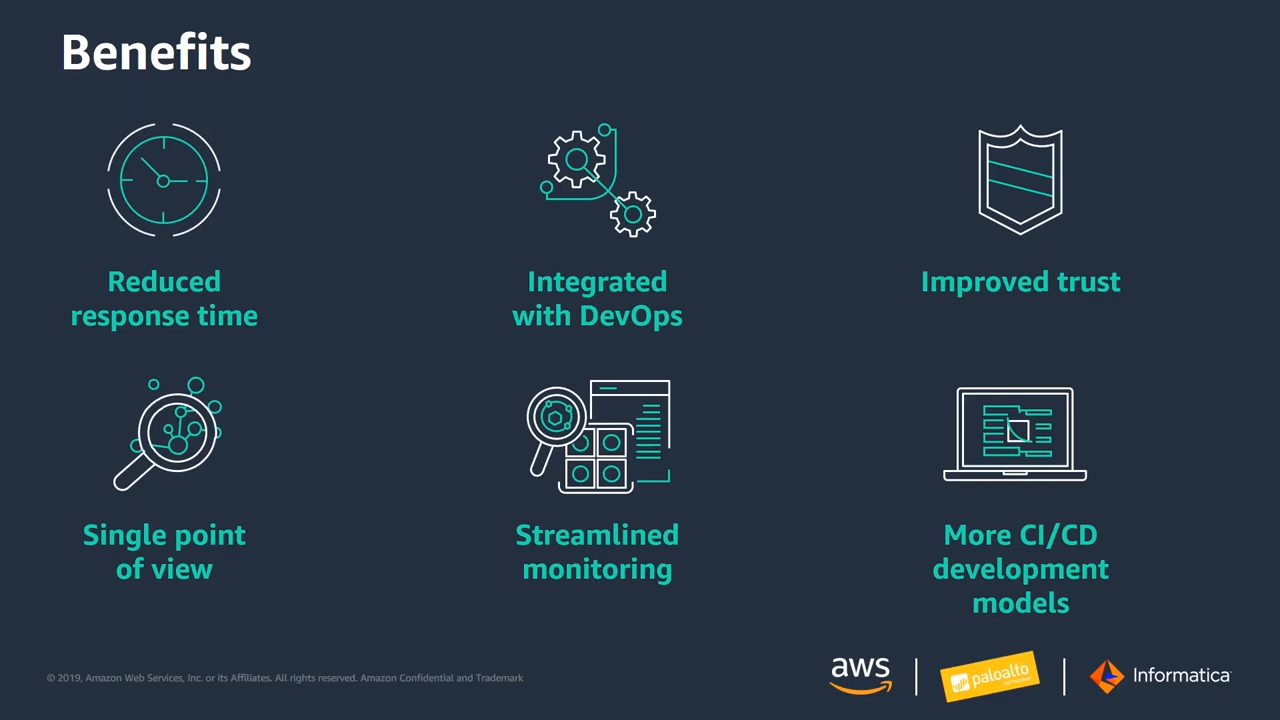 Benefits
Reduced
response time
Integrated
with DevOps
Improved trust
Single point
of view
Streamlined
monitoring
More CI/CD
development
models
© 2019, Amazon Web Services, Inc. or its Affiliates. All rights reserved. Amazon Confidential and Trademark
aws
paloalto
Informatica